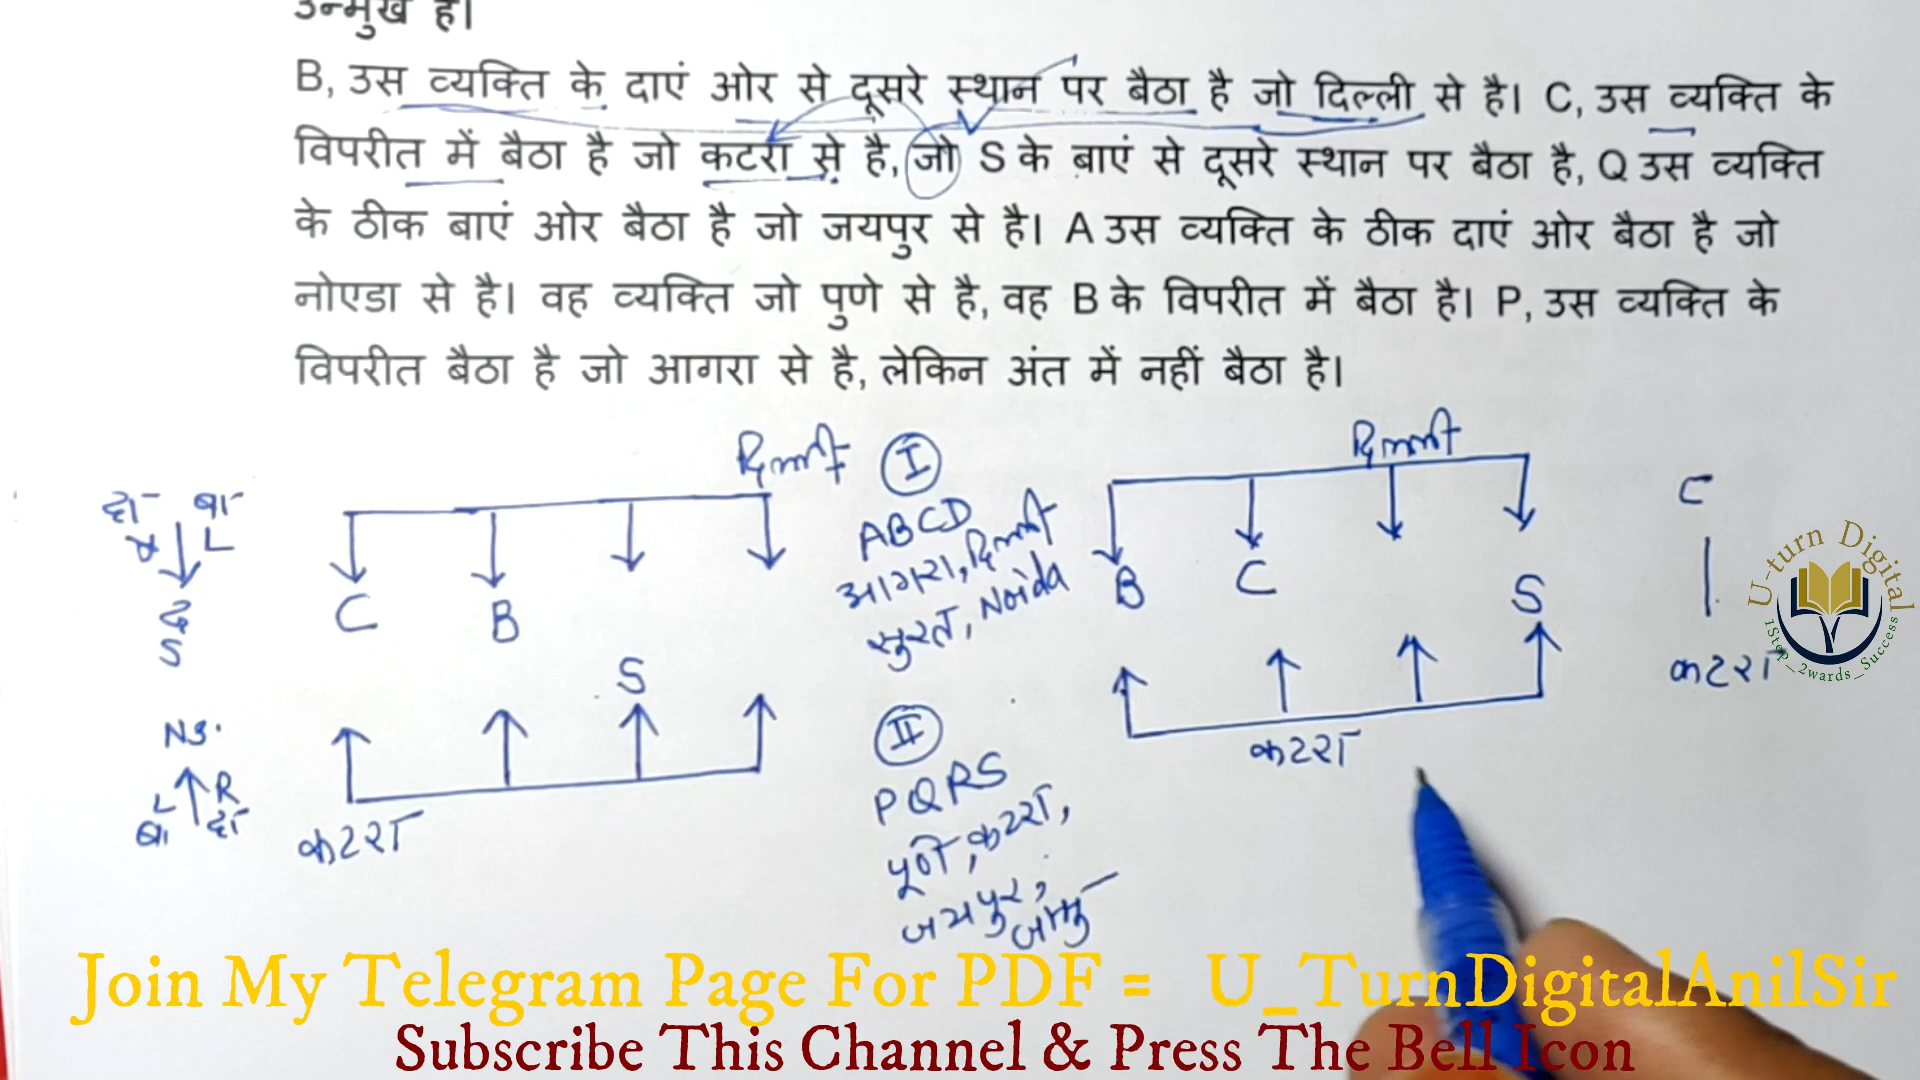 उन्मुख है।
B, उस व्यक्ति के दाएं ओर से दूसरे स्थान पर बैठा है जो दिल्ली से है। C, उस व्यक्ति के
विपरीत में बैठा है जो कटरा से है, जो S के बाएं से दूसरे स्थान पर बैठा है, Q उस व्यक्ति
के ठीक बाएं ओर बैठा है जो जयपुर से है। A उस व्यक्ति के ठीक दाएं ओर बैठा है जो
नोएडा से है। वह व्यक्ति जो पुणे से है, वह B के विपरीत में बैठा है। P, उस व्यक्ति के
विपरीत बैठा है जो आगरा से है, लेकिन अंत में नहीं बैठा है।
दिल्ली I दिल्ली
दा बा
L
S
C B
ABCD
आगरा, दिल्ली
सुरत, Noida
B C S
C
कटरा
S
N
L R
बा दा
कटरा
II
PQRS
पूणे, कटरा,
जयपुर, जम्मु
कटरा
U-turn Digital
1Step_2wards_Success
Join My Telegram Page For PDF = U_TurnDigitalAnilSir
Subscribe This Channel & Press The Bell Icon